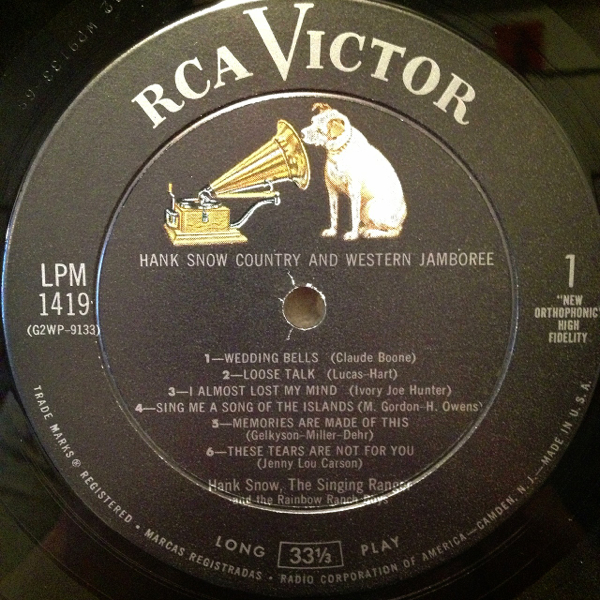 RCA VICTOR
HANK SNOW COUNTRY AND WESTERN JAMBOREE
LPM
1419
(G2WP-9133)
1
"NEW
ORTHOPHONIC"
HIGH
FIDELITY
1—WEDDING BELLS (Claude Boone)
2—LOOSE TALK (Lucas-Hart)
3—I ALMOST LOST MY MIND (Ivory Joe Hunter)
4—SING ME A SONG OF THE ISLANDS (M. Gordon-H. Owens)
5—MEMORIES ARE MADE OF THIS
(Gelkyson-Miller-Dehr)
6—THESE TEARS ARE NOT FOR YOU
(Jenny Lou Carson)
Hank Snow, The Singing Ranger
and the Rainbow Ranch Boys
LONG 33⅓ PLAY
TRADE MARKS ® REGISTERED • MARCAS REGISTRADAS • RADIO CORPORATION OF AMERICA—CAMDEN, N.J.—MADE IN U.S.A.